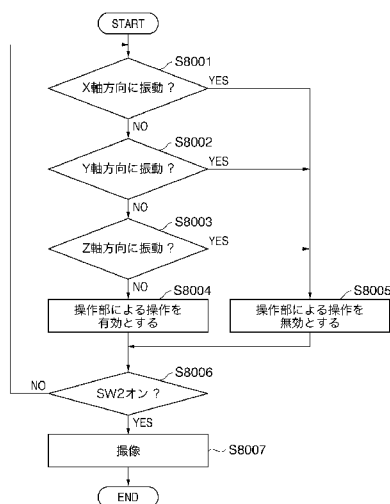 START
S8001
X軸方向に振動?
YES
NO
S8002
Y軸方向に振動?
YES
NO
S8003
Z軸方向に振動?
YES
NO
S8004
操作部による操作を
有効とする
S8005
操作部による操作を
無効とする
S8006
NO
SW2オン?
YES
撮像
S8007
END